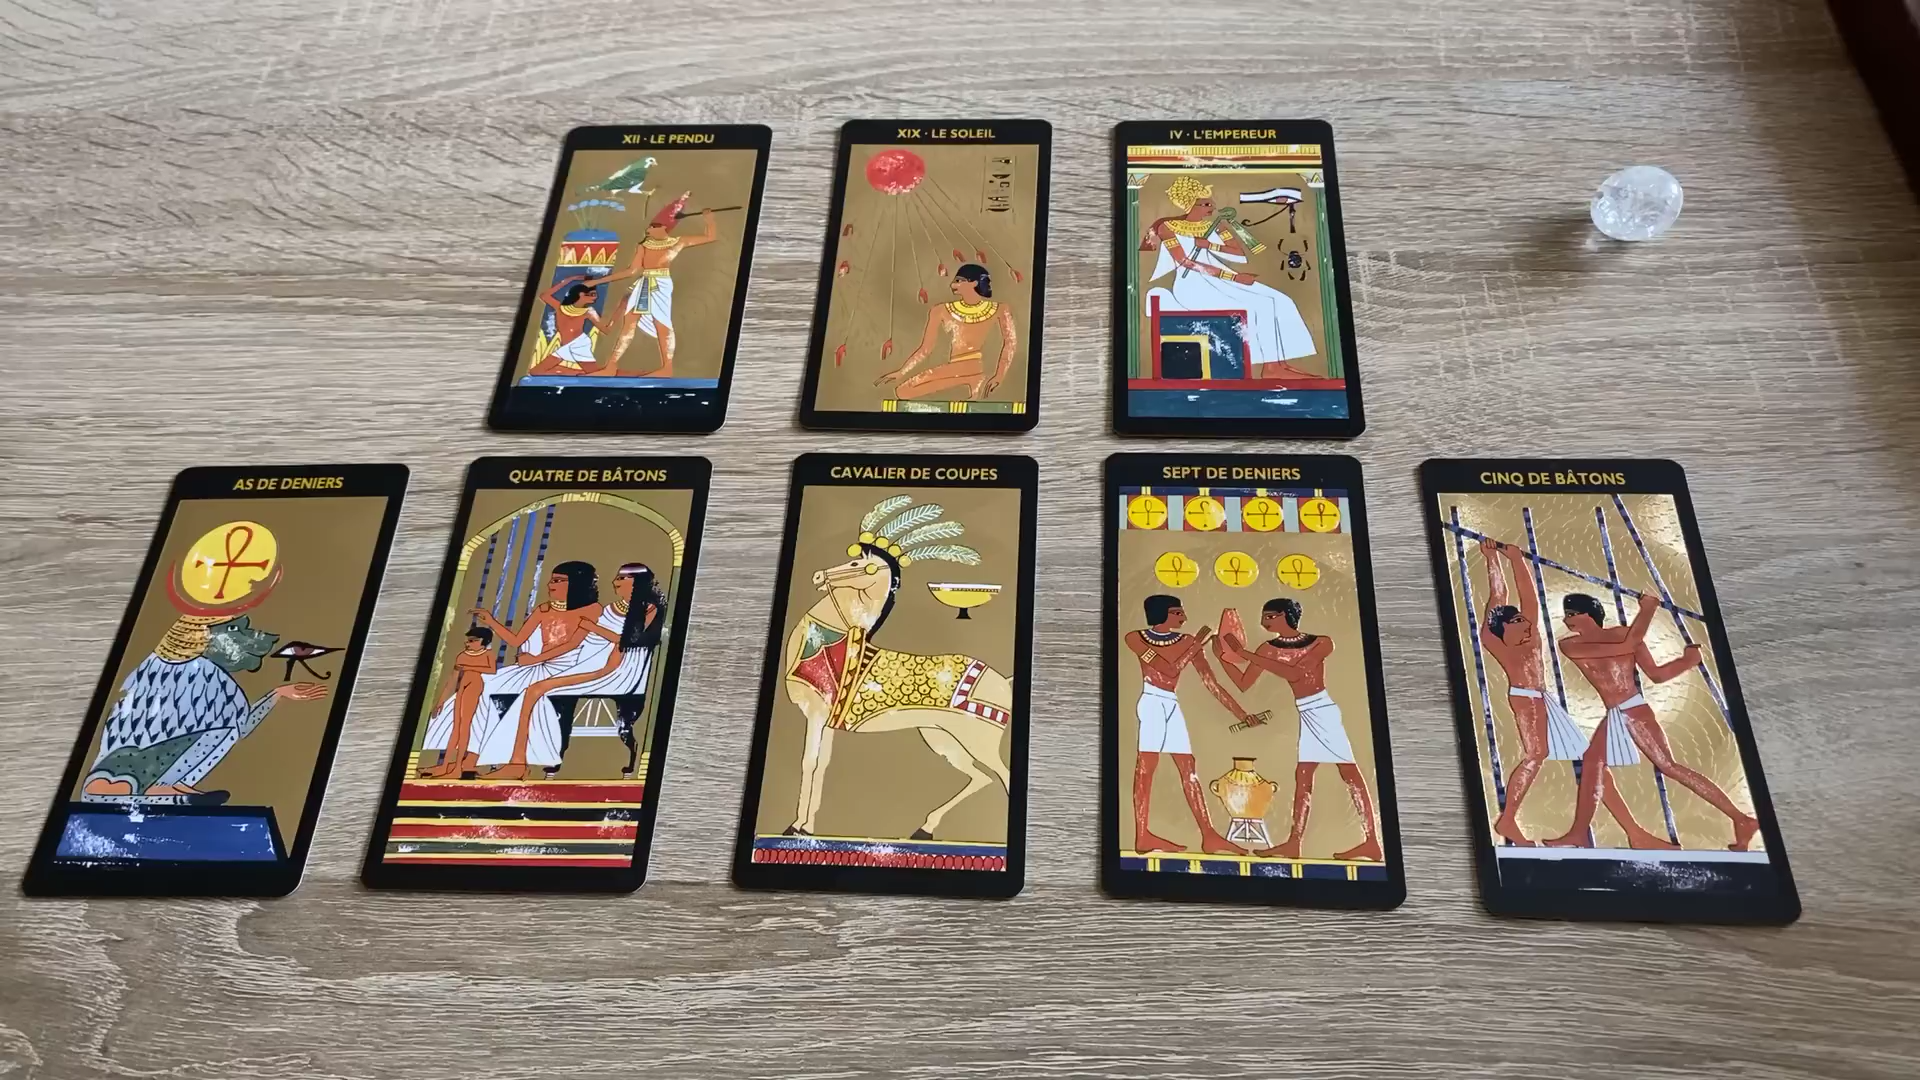 XII · LE PENDU
XIX · LE SOLEIL
IV · L'EMPEREUR
AS DE DENIERS
QUATRE DE BÂTONS
CAVALIER DE COUPES
SEPT DE DENIERS
CINQ DE BÂTONS